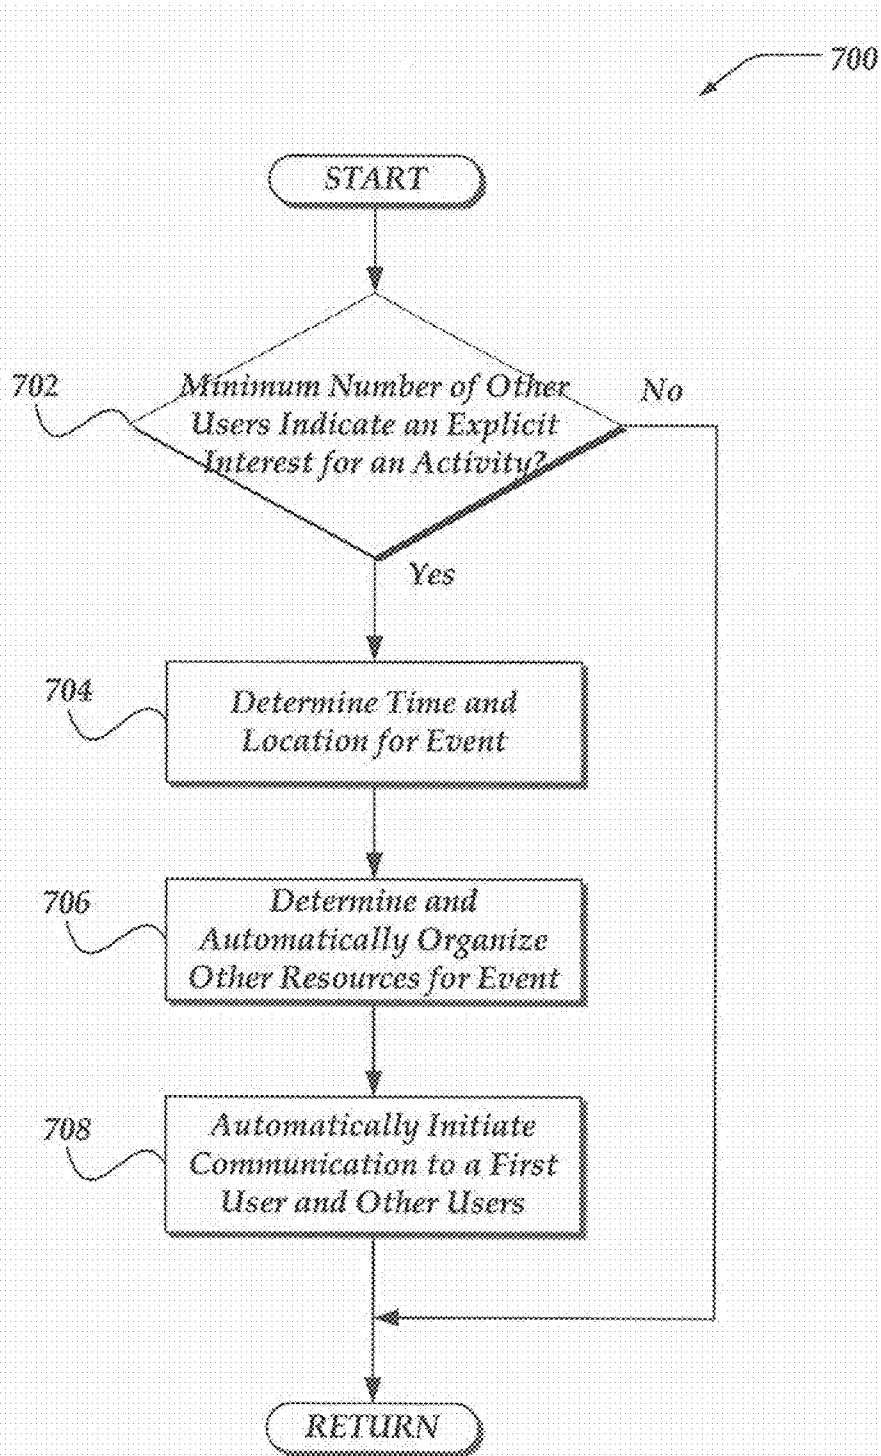 700
START
702
Minimum Number of Other
Users Indicate an Explicit
Interest for an Activity?
No
Yes
704
Determine Time and
Location for Event
706
Determine and
Automatically Organize
Other Resources for Event
708
Automatically Initiate
Communication to a First
User and Other Users
RETURN